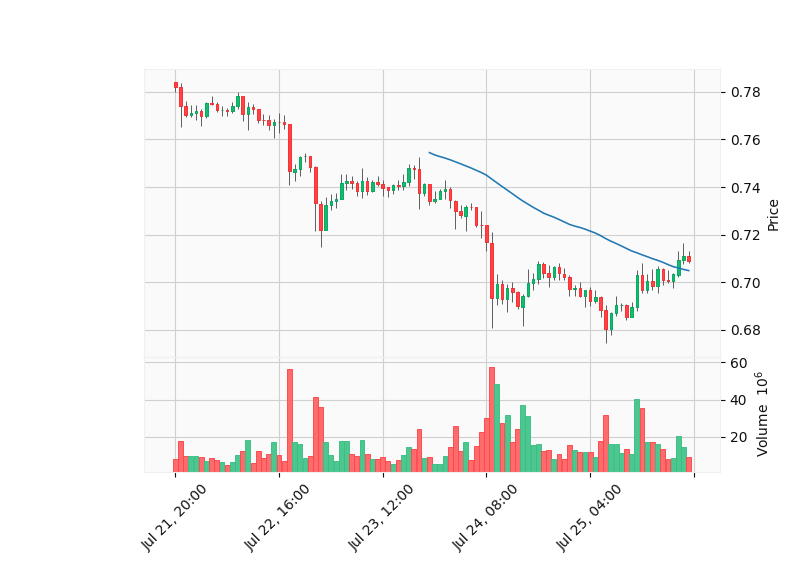 0.78
0.76
0.74
0.72
0.70
0.68
Price
60
40
20
Volume 10^6
Jul 21, 20:00
Jul 22, 16:00
Jul 23, 12:00
Jul 24, 08:00
Jul 25, 04:00